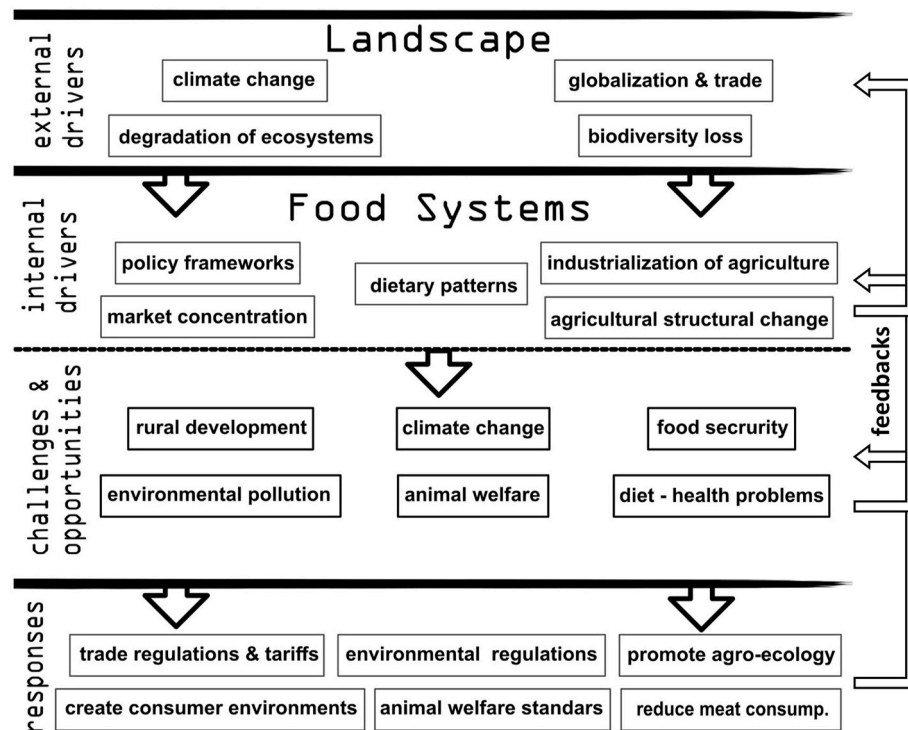 Landscape
external
drivers
climate change
globalization & trade
degradation of ecosystems
biodiversity loss
Food Systems
internal
drivers
policy frameworks
industrialization of agriculture
dietary patterns
market concentration
agricultural structural change
feedbacks
challenges &
opportunities
rural development
climate change
food secrurity
environmental pollution
animal welfare
diet - health problems
responses
trade regulations & tariffs
environmental regulations
promote agro-ecology
create consumer environments
animal welfare standars
reduce meat consump.